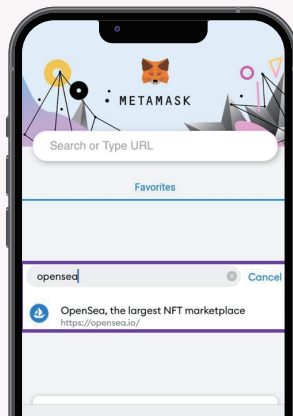 METAMASK
Search or Type URL
Favorites
opensea
Cancel
OpenSea, the largest NFT marketplace
https://opensea.io/